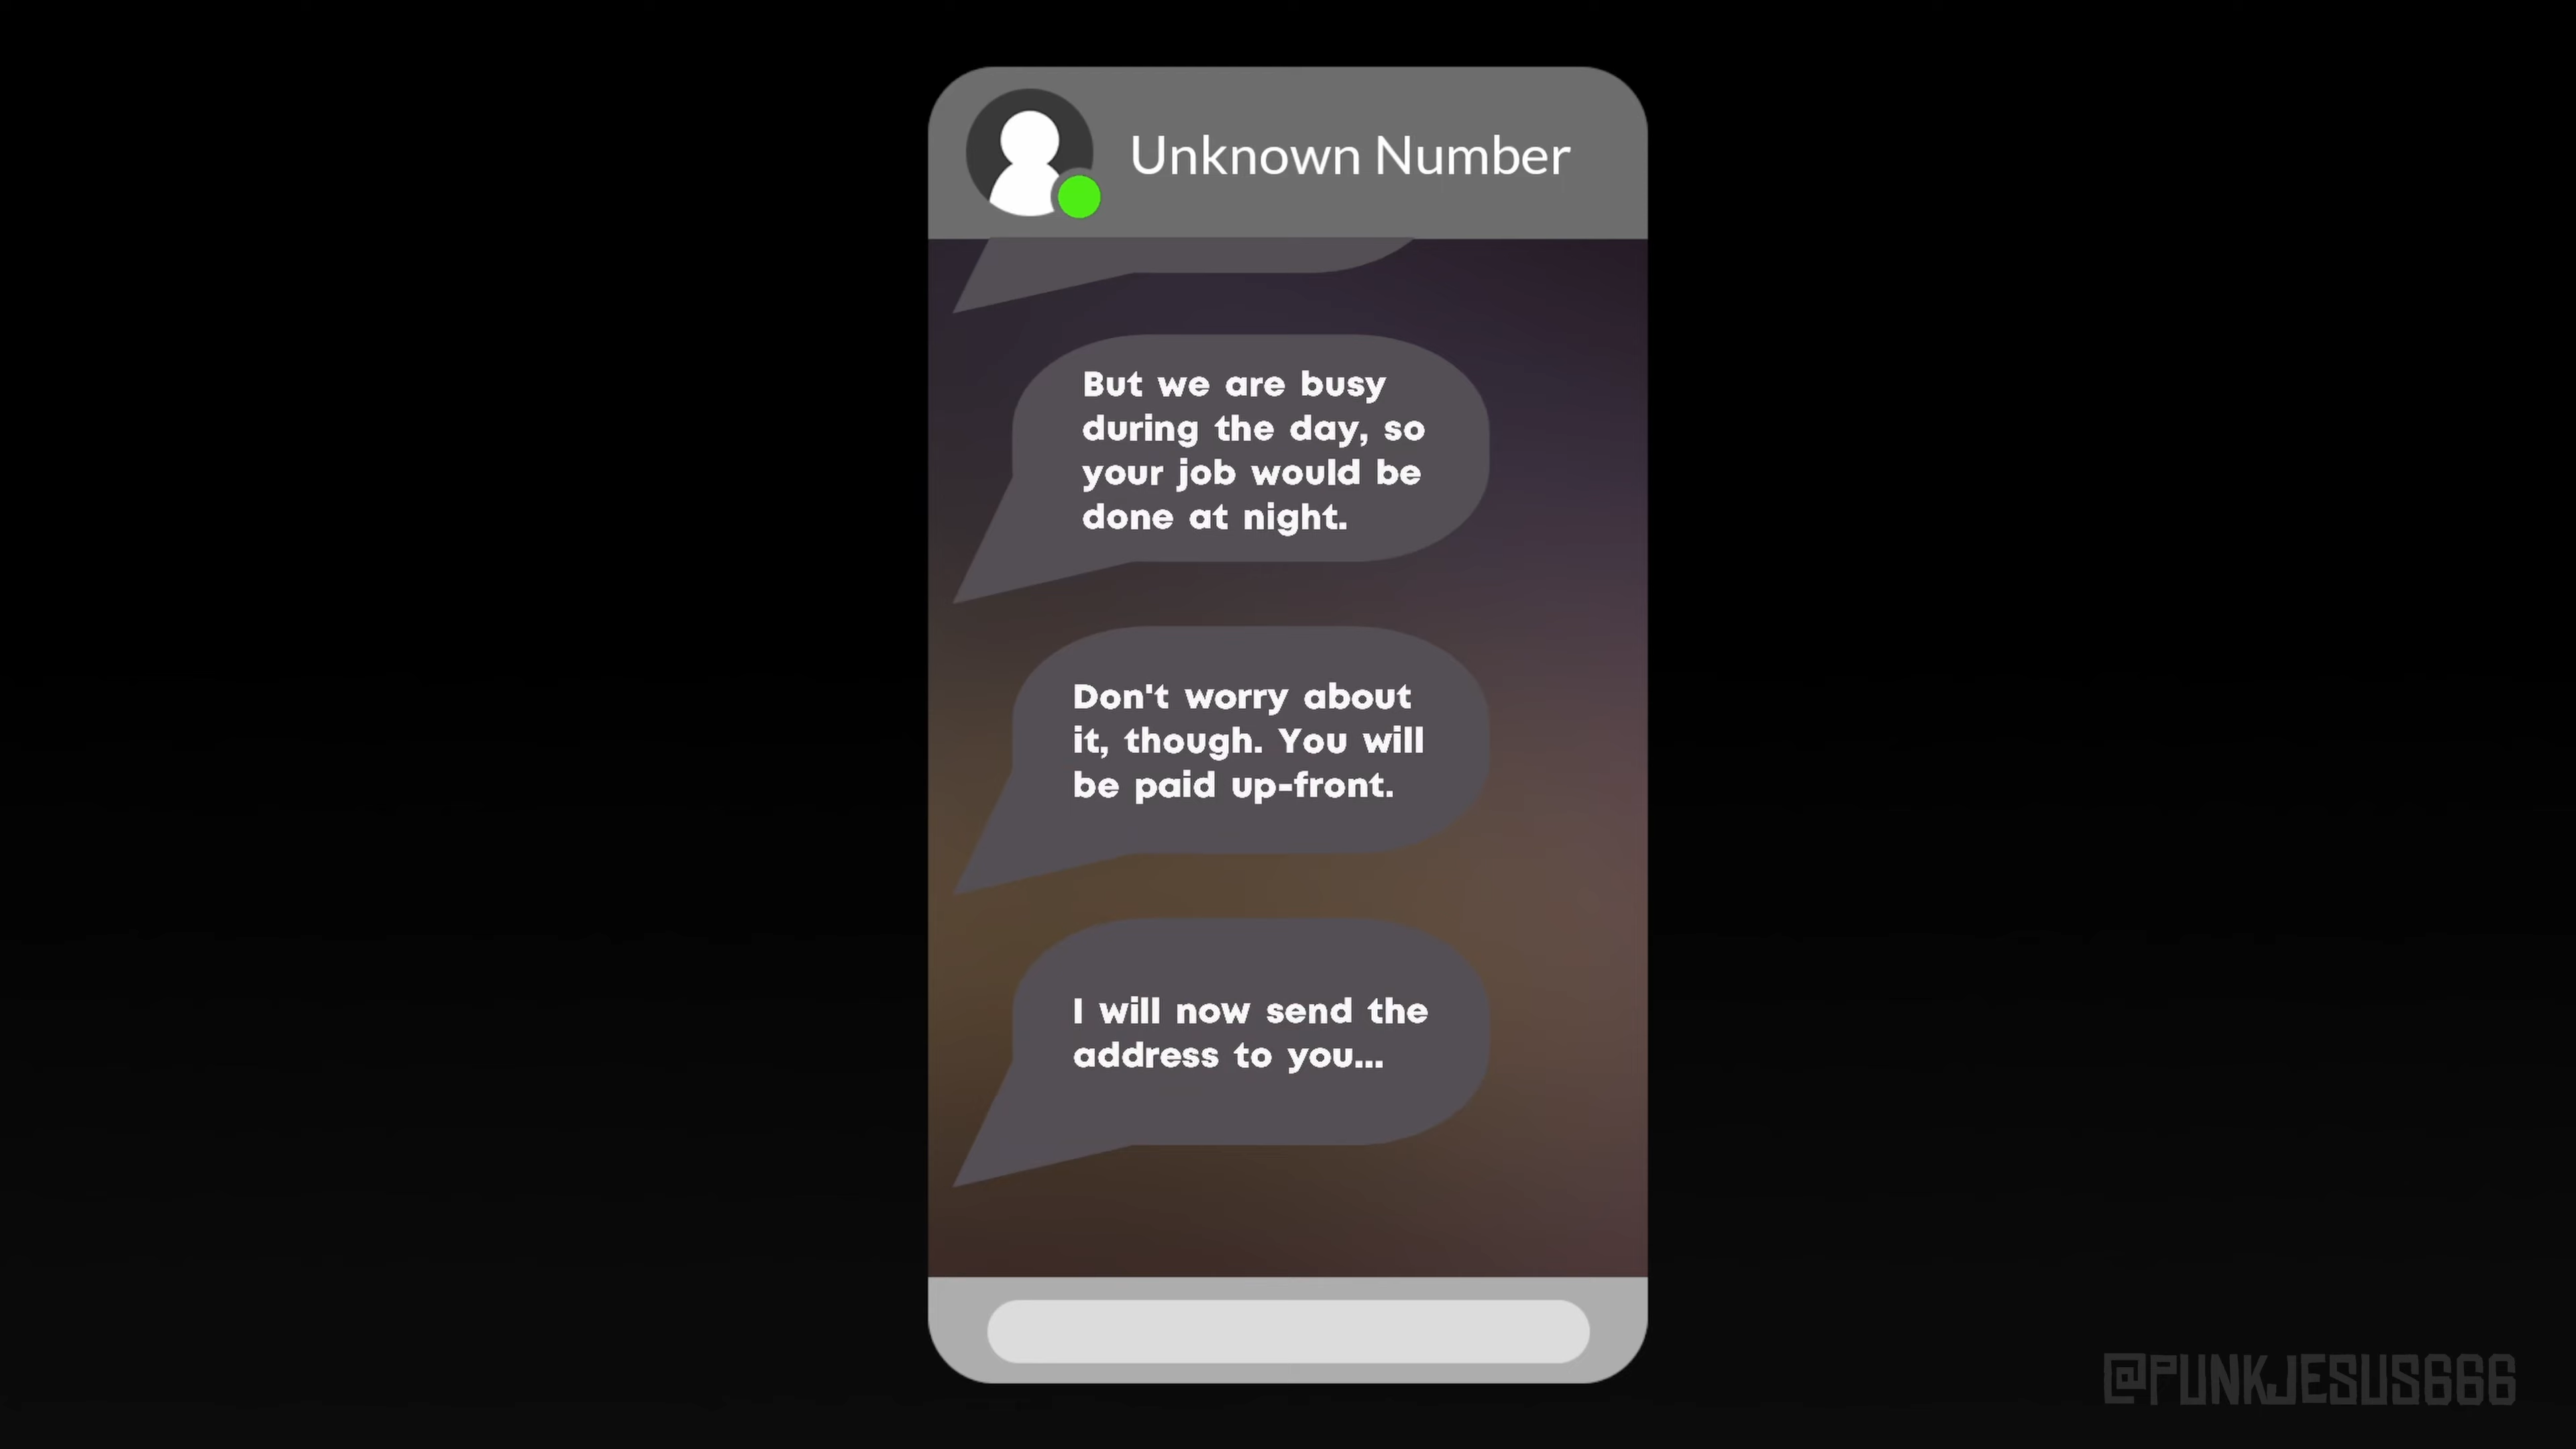 Unknown Number
But we are busy
during the day, so
your job would be
done at night.
Don't worry about
it, though. You will
be paid up-front.
I will now send the
address to you...
@PUNKJESUS666